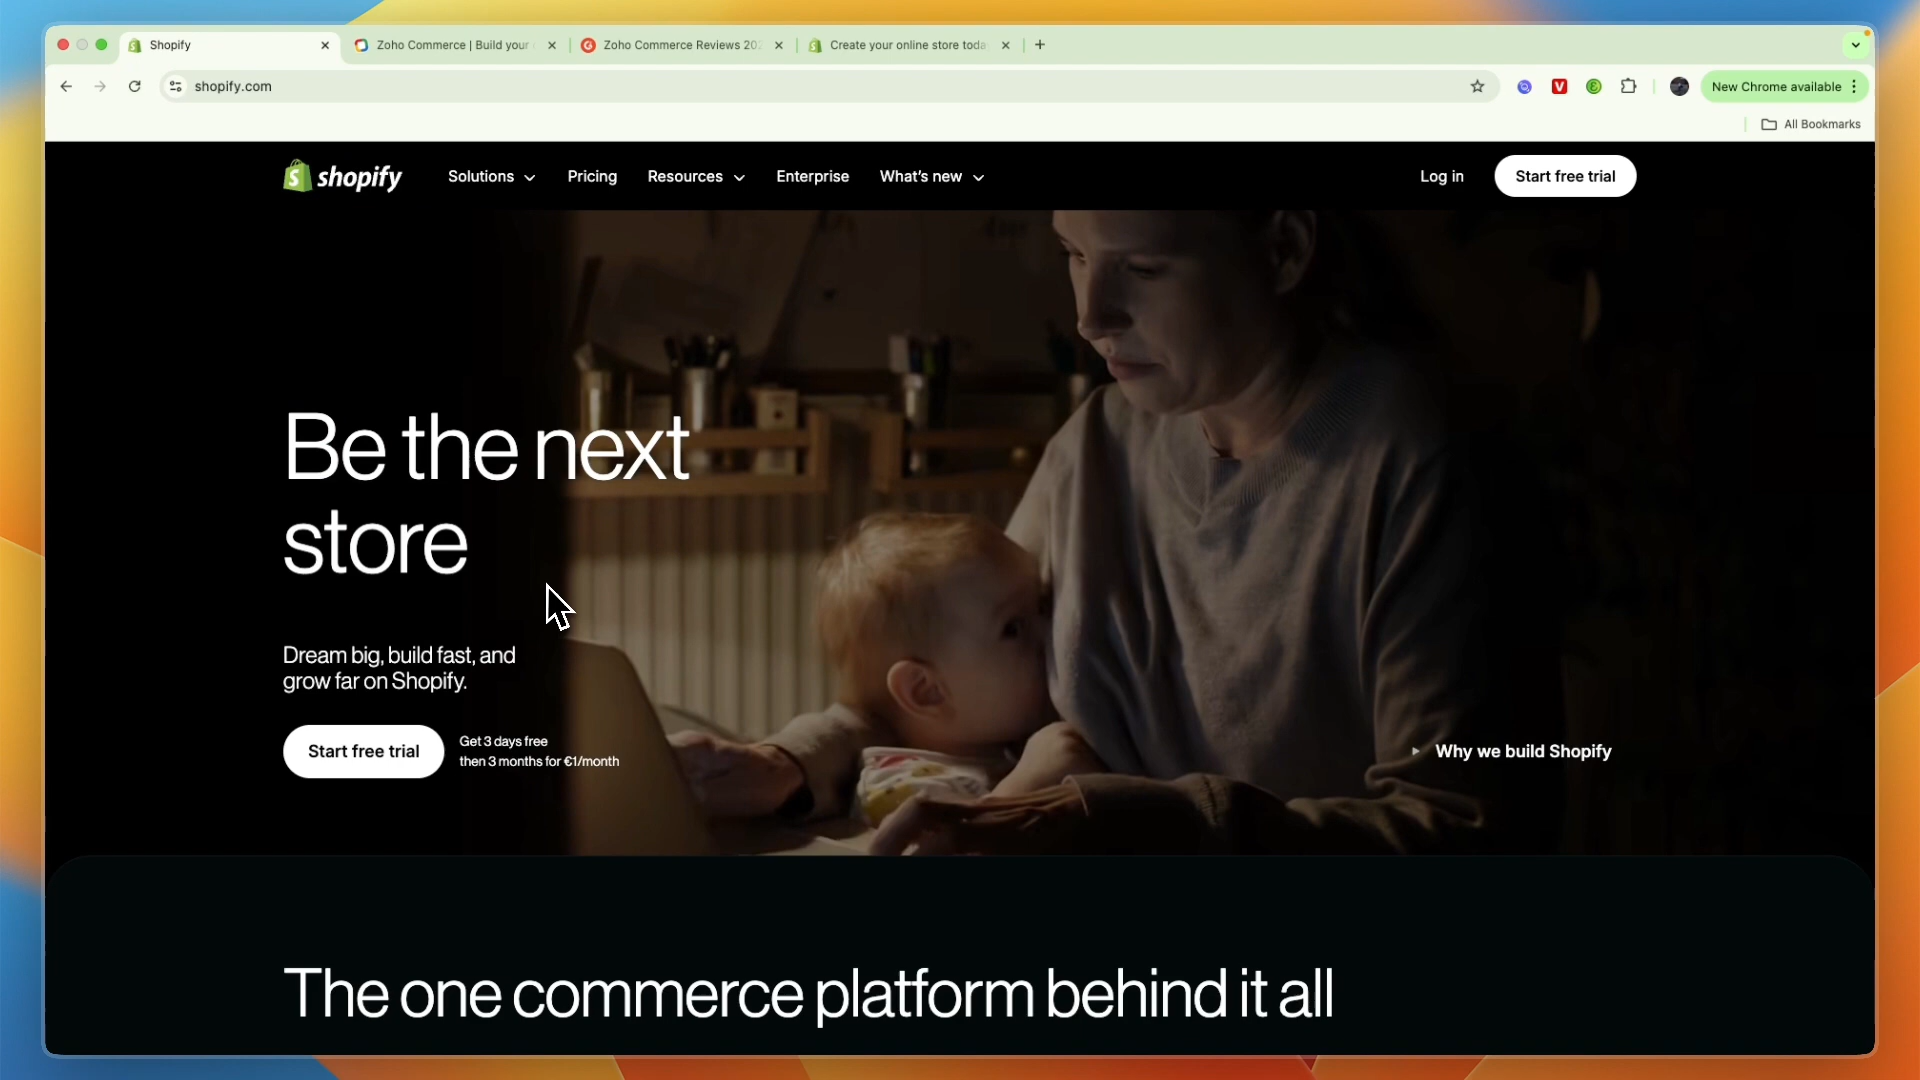 Shopify
Zoho Commerce | Build your
Zoho Commerce Reviews 202
Create your online store toda
shopify.com
New Chrome available
All Bookmarks
shopify
Solutions
Pricing
Resources
Enterprise
What's new
Log in
Start free trial
Be the next
store
Dream big, build fast, and
grow far on Shopify.
Start free trial
Get 3 days free
then 3 months for €1/month
Why we build Shopify
The one commerce platform behind it all